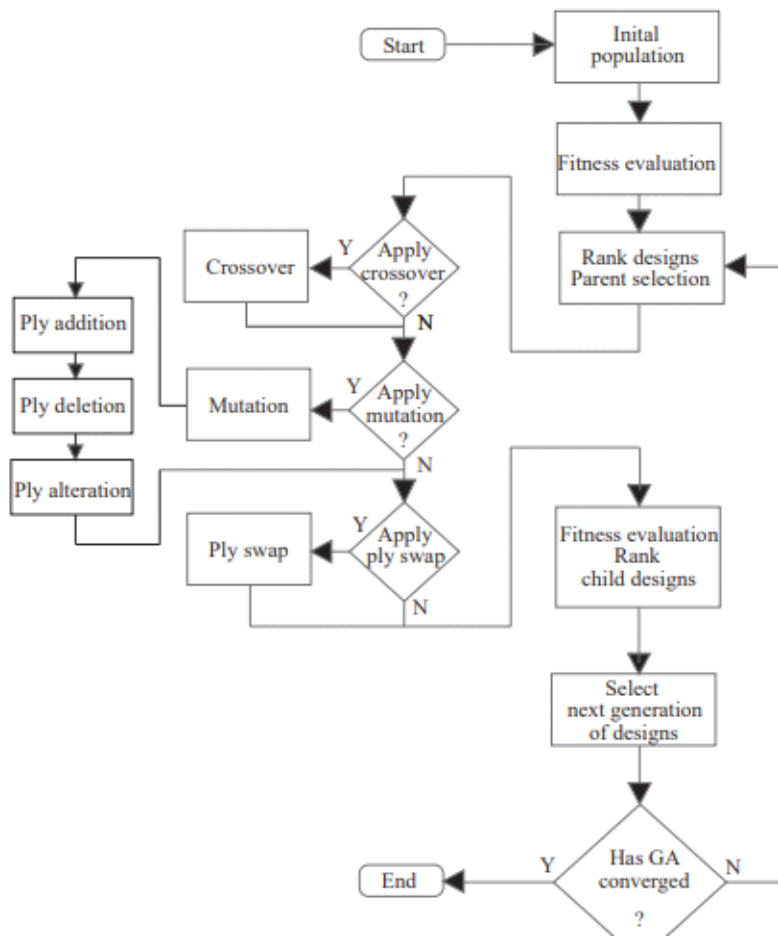 Start
Inital
population
Fitness evaluation
Rank designs
Parent selection
Apply
crossover
?
Y
Crossover
N
Apply
mutation
?
Y
Mutation
Ply addition
Ply deletion
Ply alteration
N
Apply
ply swap
Y
Ply swap
N
Fitness evaluation
Rank
child designs
Select
next generation
of designs
Has GA
converged
?
Y
End
N